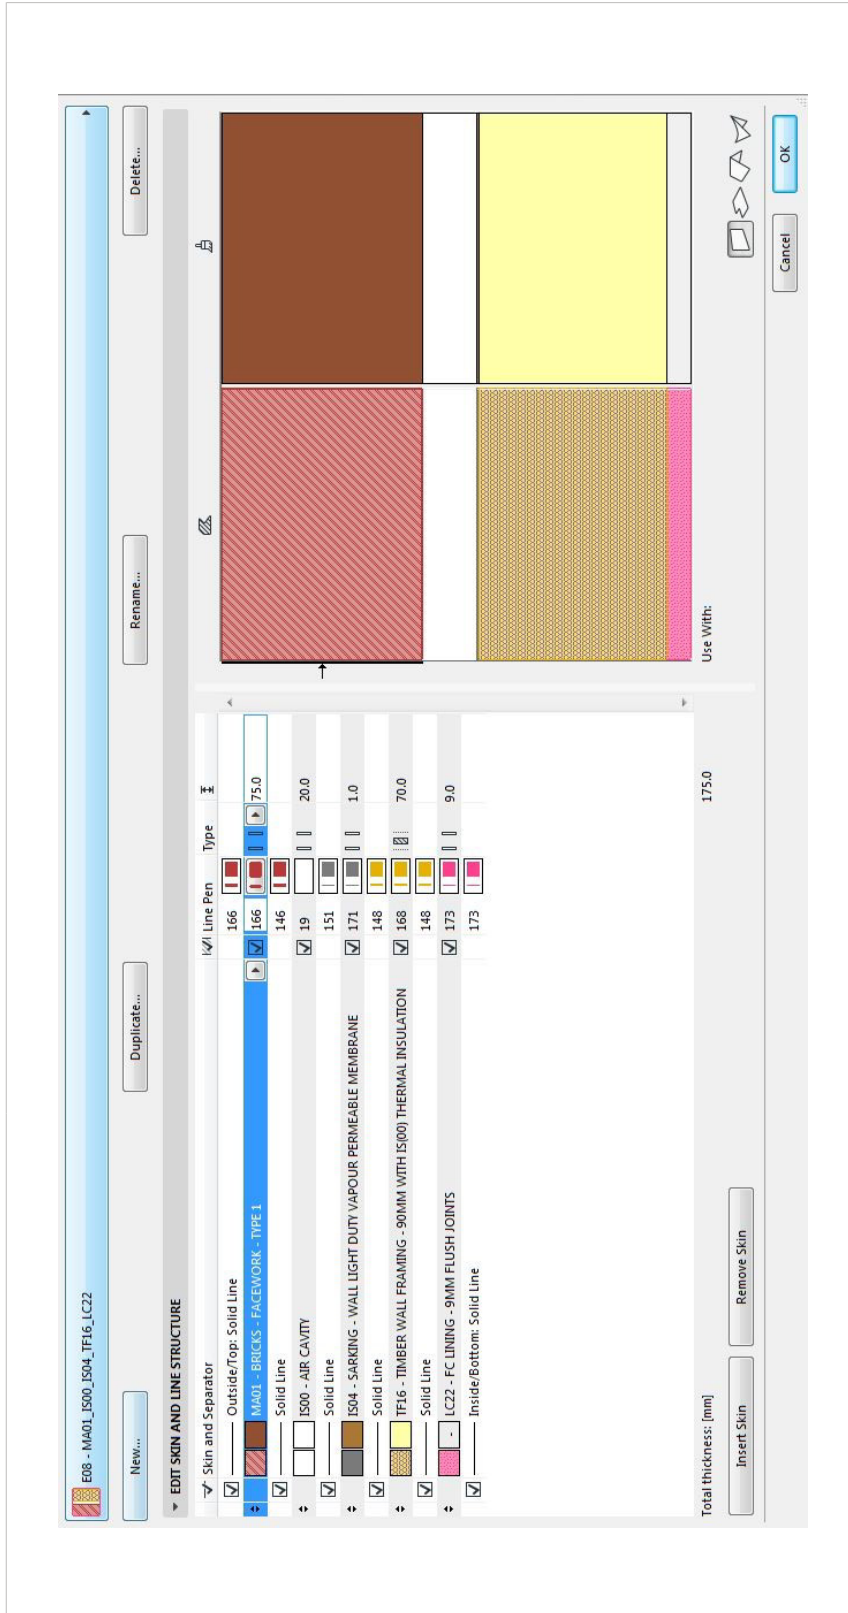 E08 - MA01_IS00_IS04_TF16_LC22
New... Duplicate... Rename... Delete...
EDIT SKIN AND LINE STRUCTURE
Skin and Separator Line Pen Type
Outside/Top: Solid Line 166
MA01 - BRICKS - FACEWORK - TYPE 1 166 75.0
Solid Line 146
IS00 - AIR CAVITY 19 20.0
Solid Line 151
IS04 - SARKING - WALL LIGHT DUTY VAPOUR PERMEABLE MEMBRANE 171 1.0
Solid Line 148
TF16 - TIMBER WALL FRAMING - 90MM WITH IS(00) THERMAL INSULATION 168 70.0
Solid Line 148
LC22 - FC LINING - 9MM FLUSH JOINTS 173 9.0
Inside/Bottom: Solid Line 173
Total thickness: [mm] 175.0 Use With:
Insert Skin Remove Skin
Cancel OK